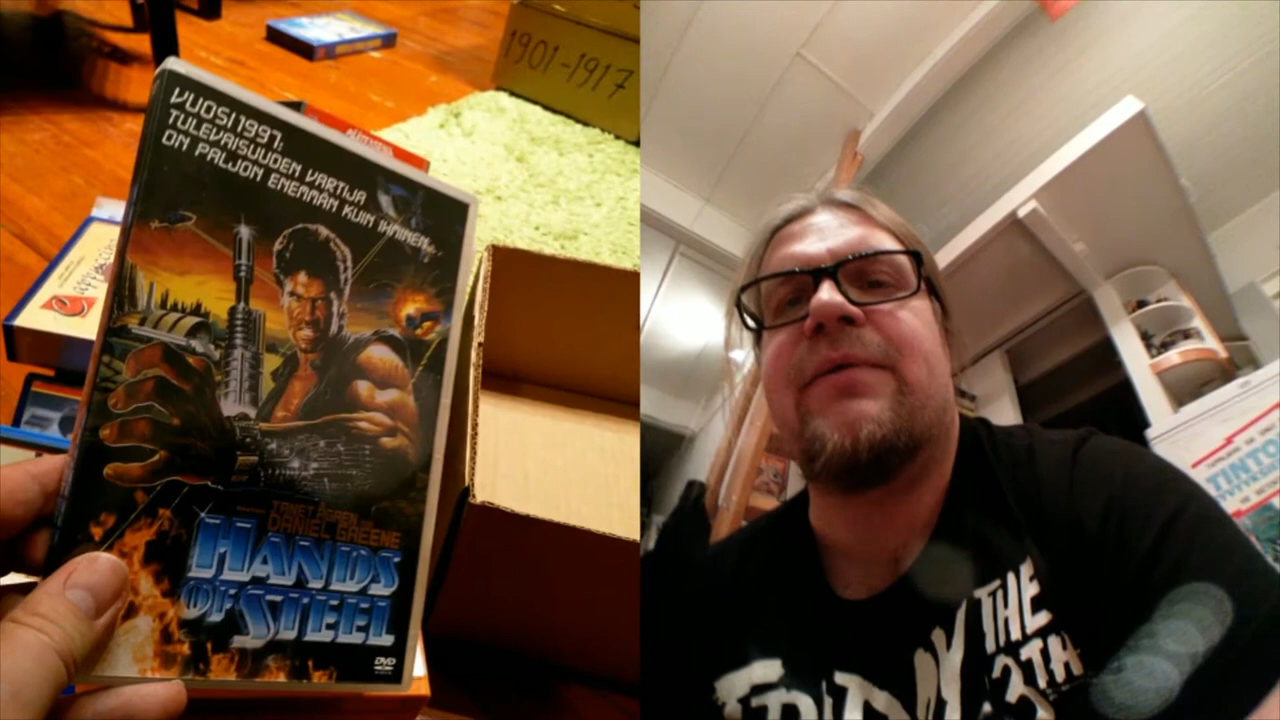 1901-1917
VUOSI 1997:
TULEVAISUUDEN VARTIJA
ON PALJON ENEMMÄN KUIN IHMINEN...
JANET AGREN
DANIEL GREENE
HANDS
OF STEEL
DVD
FRIDAY THE
13TH